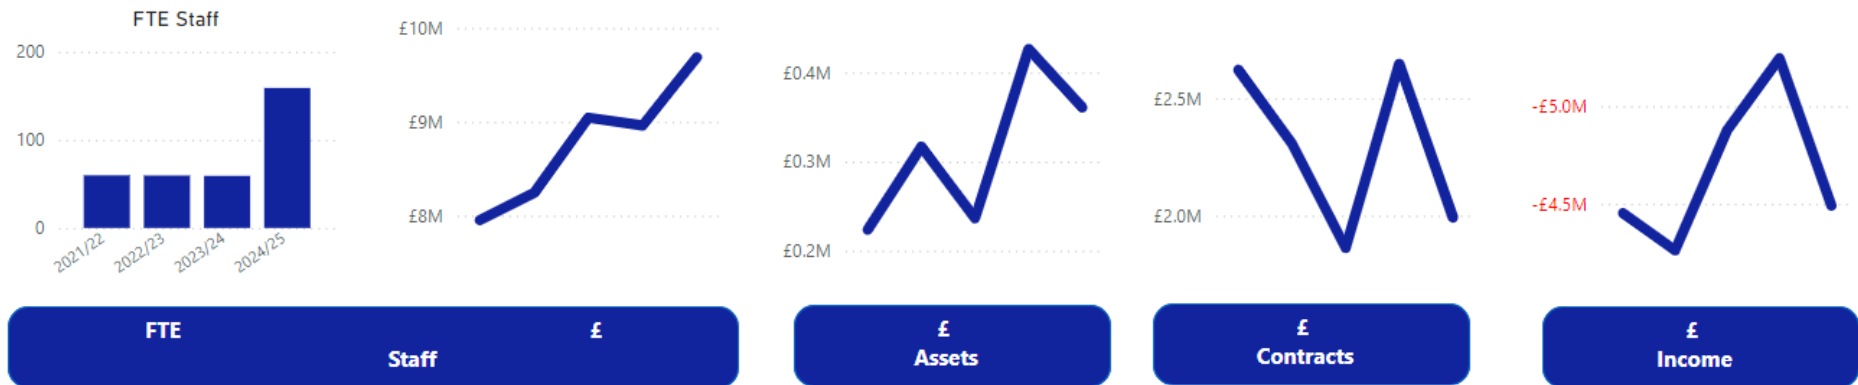 FTE Staff
200
100
0
2021/22
2022/23
2023/24
2024/25
£10M
£9M
£8M
FTE £
Staff
£0.4M
£0.3M
£0.2M
£
Assets
£2.5M
£2.0M
£
Contracts
-£5.0M
-£4.5M
£
Income